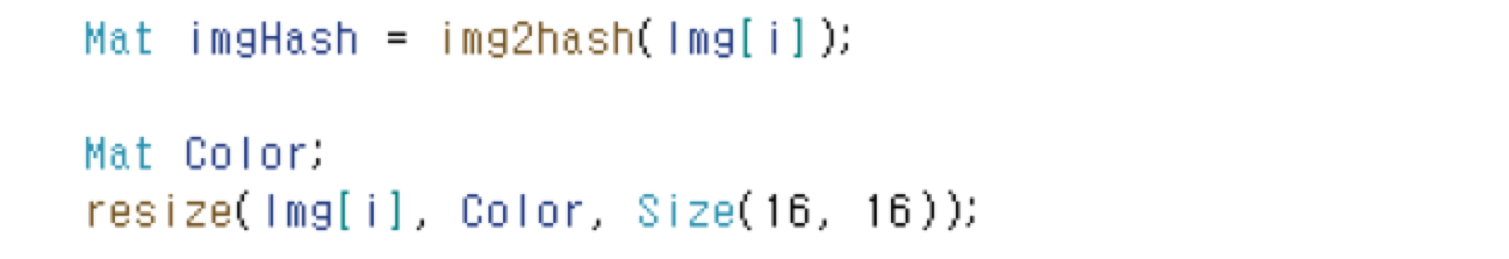 Mat imgHash = img2hash(Img[i]);
Mat Color;
resize(Img[i], Color, Size(16, 16));